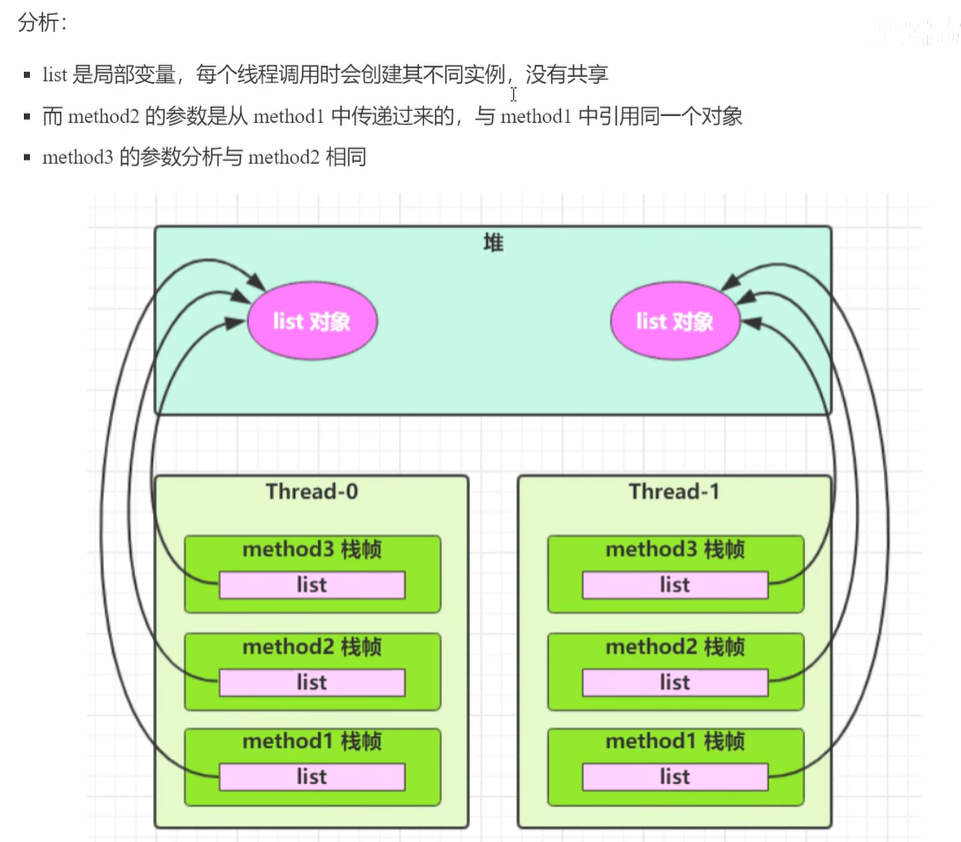 分析：
list 是局部变量，每个线程调用时会创建其不同实例，没有共享
而 method2 的参数是从 method1 中传递过来的，与 method1 中引用同一个对象
method3 的参数分析与 method2 相同
堆
list 对象
list 对象
Thread-0
method3 栈帧
list
method2 栈帧
list
method1 栈帧
list
Thread-1
method3 栈帧
list
method2 栈帧
list
method1 栈帧
list